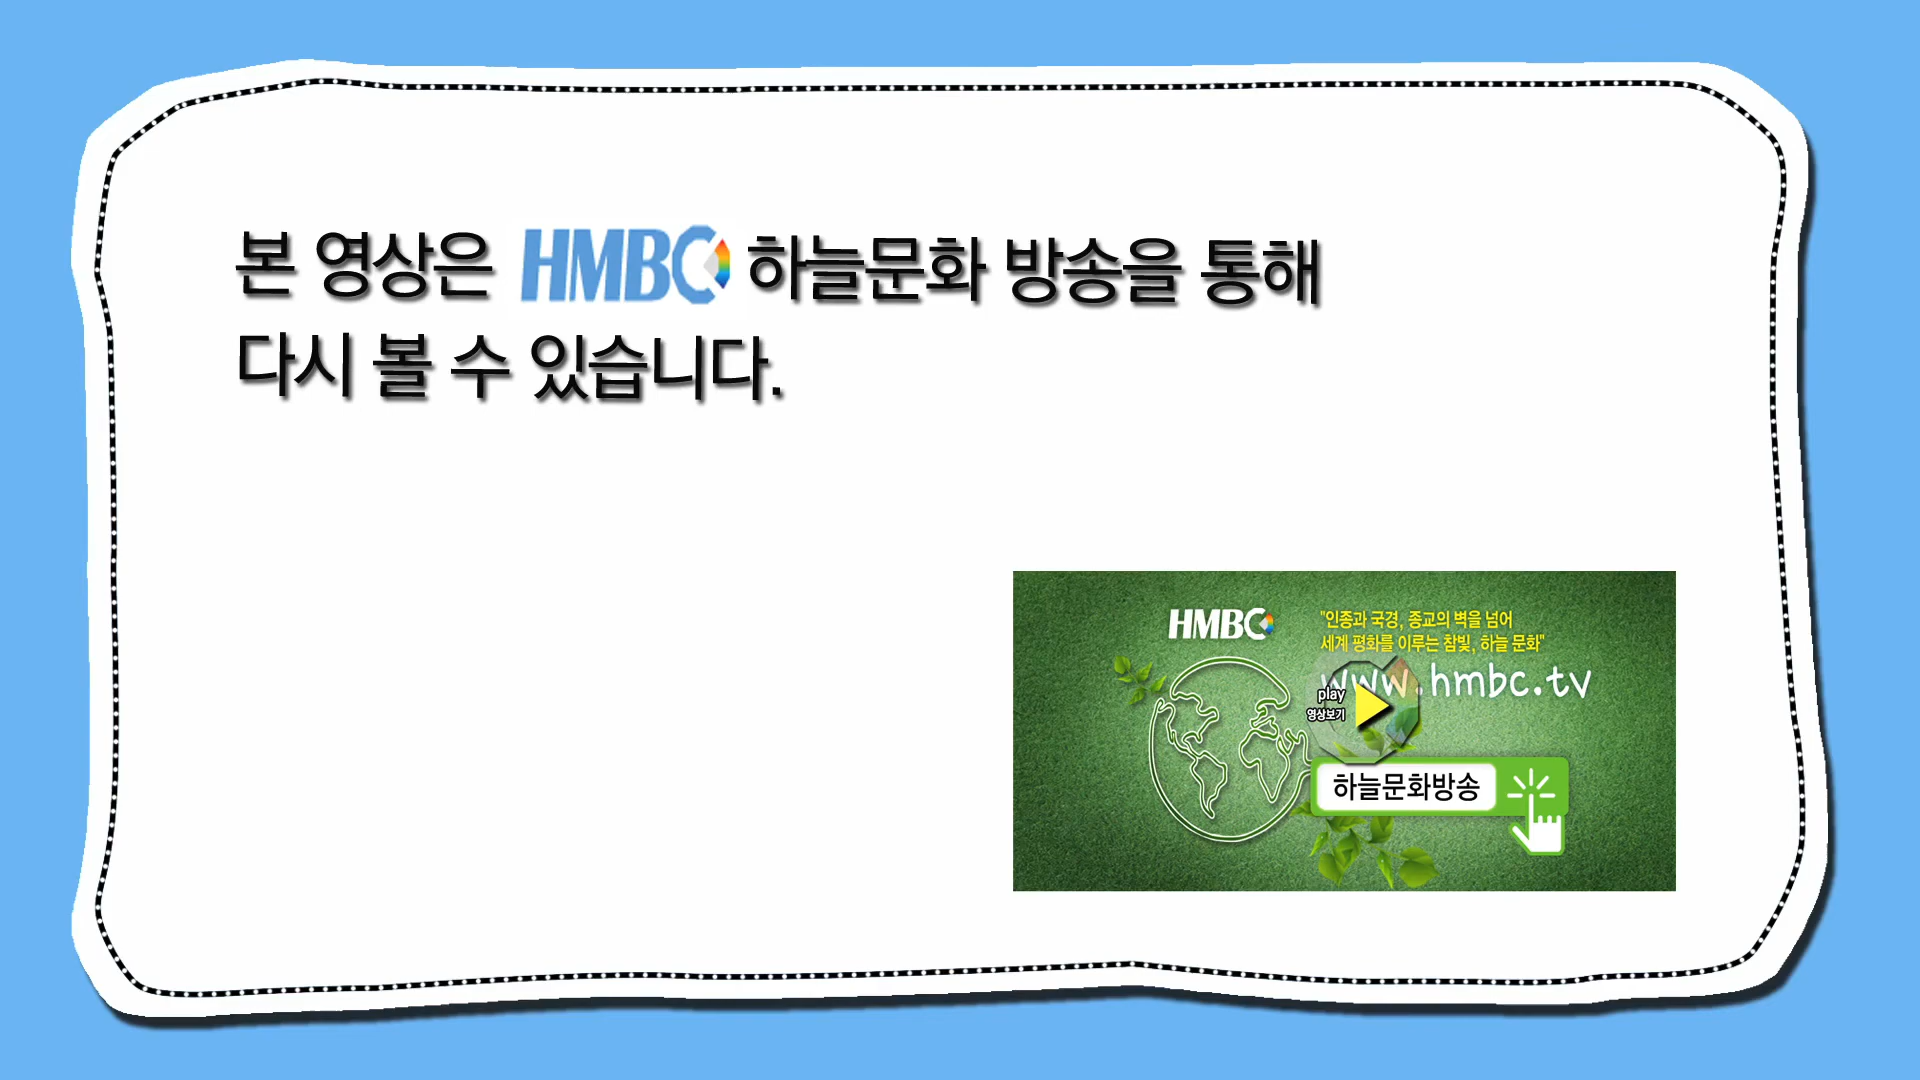 본 영상은 HMBC 하늘문화 방송을 통해
다시 볼 수 있습니다.
HMBC
"인종과 국경, 종교의 벽을 넘어
세계 평화를 이루는 참빛, 하늘 문화"
www.hmbc.tv
play
영상보기
하늘문화방송